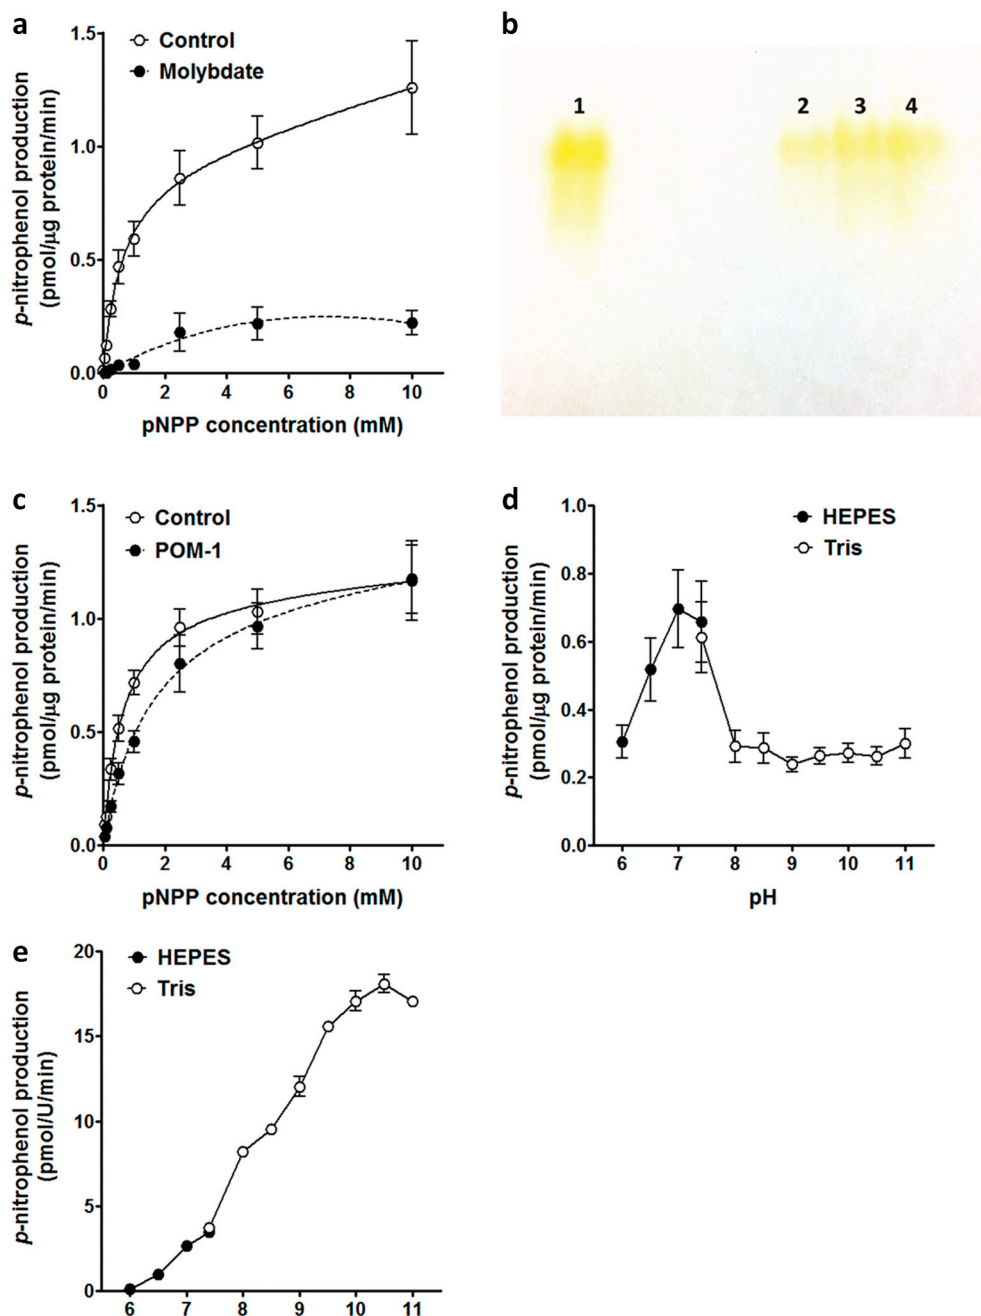 a
Control
Molybdate
p-nitrophenol production
(pmol/µg protein/min)
1.5
1.0
0.5
0.0
0 2 4 6 8 10
pNPP concentration (mM)
b
1 2 3 4
c
Control
POM-1
p-nitrophenol production
(pmol/µg protein/min)
1.5
1.0
0.5
0.0
0 2 4 6 8 10
pNPP concentration (mM)
d
HEPES
Tris
p-nitrophenol production
(pmol/µg protein/min)
1.0
0.8
0.6
0.4
0.2
0.0
6 7 8 9 10 11
pH
e
HEPES
Tris
p-nitrophenol production
(pmol/U/min)
20
15
10
5
0
6 7 8 9 10 11